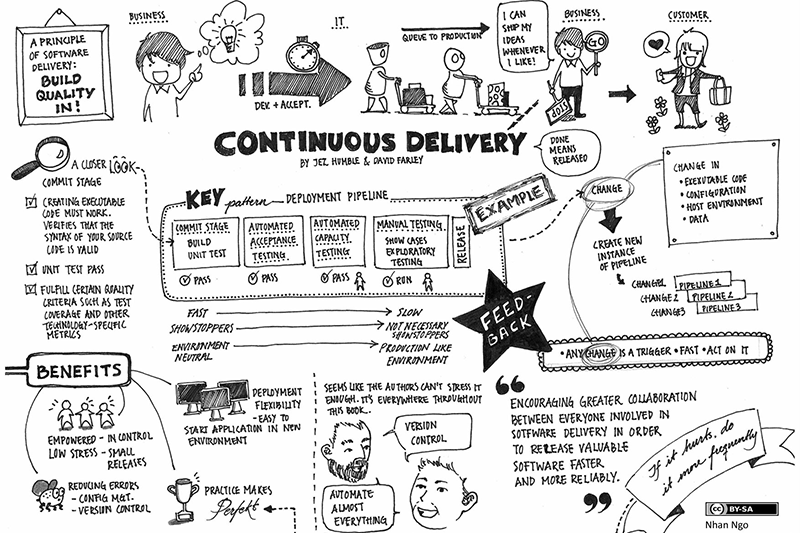 A PRINCIPLE
OF SOFTWARE
DELIVERY:
BUILD
QUALITY
IN!
BUSINESS
IT
DEV. + ACCEPT.
QUEUE TO PRODUCTION
I CAN
SHIP MY
IDEAS
WHENEVER
I LIKE!
BUSINESS
GO
STOP
CUSTOMER
CONTINUOUS DELIVERY
BY JEZ HUMBLE & DAVID FARLEY
DONE
MEANS
RELEASED
A CLOSER LOOK
COMMIT STAGE
CREATING EXECUTABLE
CODE MUST WORK.
VERIFIES THAT THE
SYNTAX OF YOUR SOURCE
CODE IS VALID
UNIT TEST PASS
FULFILL CERTAIN QUALITY
CRITERIA SUCH AS TEST
COVERAGE AND OTHER
TECHNOLOGY-SPECIFIC
METRICS
KEY pattern - DEPLOYMENT PIPELINE
COMMIT STAGE
BUILD
UNIT TEST
PASS
AUTOMATED
ACCEPTANCE
TESTING
PASS
AUTOMATED
CAPACITY
TESTING
PASS
MANUAL TESTING
SHOW CASES
EXPLORATORY
TESTING
RUN
RELEASE
EXAMPLE
FAST
SLOW
SHOWSTOPPERS
NOT NECESSARY
SHOWSTOPPERS
ENVIRONMENT
NEUTRAL
PRODUCTION LIKE
ENVIRONMENT
FEED-
BACK
CHANGE
CHANGE IN
• EXECUTABLE CODE
• CONFIGURATION
• HOST ENVIRONMENT
• DATA
CREATE NEW
INSTANCE
OF PIPELINE
CHANGE1 PIPELINE 1
CHANGE2 PIPELINE 2
CHANGE3 PIPELINE 3
• ANY CHANGE IS A TRIGGER • FAST • ACT ON IT
BENEFITS
EMPOWERED - IN CONTROL
LOW STRESS - SMALL
RELEASES
REDUCING ERRORS
- CONFIG MGT.
- VERSION CONTROL
DEPLOYMENT
FLEXIBILITY
- EASY TO
START APPLICATION IN NEW
ENVIRONMENT
PRACTICE MAKES
Perfekt
SEEMS LIKE THE AUTHORS CAN'T STRESS IT
ENOUGH. IT'S EVERYWHERE THROUGHOUT
THIS BOOK..
VERSION
CONTROL
AUTOMATE
ALMOST
EVERYTHING
“
ENCOURAGING GREATER COLLABORATION
BETWEEN EVERYONE INVOLVED IN
SOTFWARE DELIVERY IN ORDER
TO RELEASE VALUABLE
SOFTWARE FASTER
AND MORE RELIABLY.
”
If it hurts, do
it more frequently
cc BY-SA
Nhan Ngo